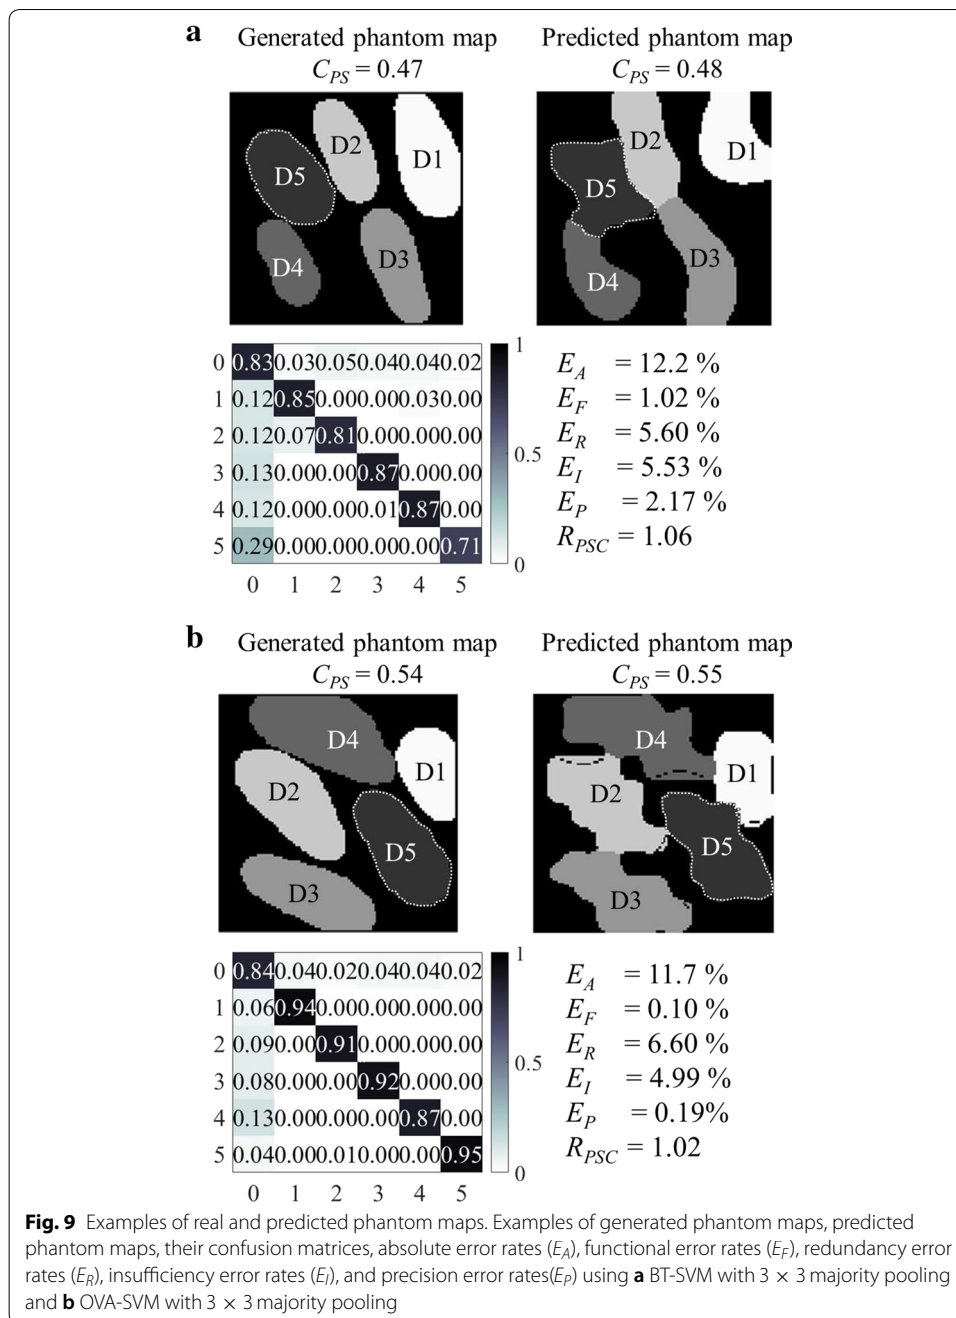 a
Generated phantom map Predicted phantom map
C_PS = 0.47 C_PS = 0.48
D2 D1 D5 D4 D3
D2 D1 D5 D4 D3
0 0.83 0.03 0.05 0.04 0.04 0.02
1 0.12 0.85 0.00 0.00 0.03 0.00
2 0.12 0.07 0.81 0.00 0.00 0.00
3 0.13 0.00 0.00 0.87 0.00 0.00
4 0.12 0.00 0.00 0.01 0.87 0.00
5 0.29 0.00 0.00 0.00 0.00 0.71
0 1 2 3 4 5
1
0.5
0
E_A = 12.2 %
E_F = 1.02 %
E_R = 5.60 %
E_I = 5.53 %
E_P = 2.17 %
R_PSC = 1.06
b
Generated phantom map Predicted phantom map
C_PS = 0.54 C_PS = 0.55
D4 D1 D2 D5 D3
D4 D1 D2 D5 D3
0 0.84 0.04 0.02 0.04 0.04 0.02
1 0.06 0.94 0.00 0.00 0.00 0.00
2 0.09 0.00 0.91 0.00 0.00 0.00
3 0.08 0.00 0.00 0.92 0.00 0.00
4 0.13 0.00 0.00 0.00 0.87 0.00
5 0.04 0.00 0.01 0.00 0.00 0.95
0 1 2 3 4 5
1
0.5
0
E_A = 11.7 %
E_F = 0.10 %
E_R = 6.60 %
E_I = 4.99 %
E_P = 0.19%
R_PSC = 1.02
Fig. 9 Examples of real and predicted phantom maps. Examples of generated phantom maps, predicted
phantom maps, their confusion matrices, absolute error rates (E_A), functional error rates (E_F), redundancy error
rates (E_R), insufficiency error rates (E_I), and precision error rates(E_P) using a BT-SVM with 3 × 3 majority pooling
and b OVA-SVM with 3 × 3 majority pooling